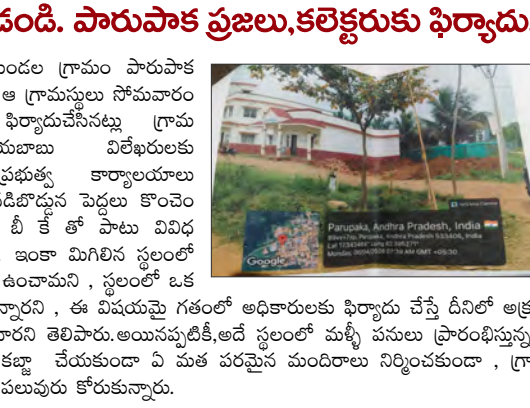 డండి. పారుపాక ప్రజలు,కలెక్టరుకు ఫిర్యాదు.
మండల గ్రామం పారుపాక
ఆ గ్రామస్థులు సోమవారం
ఫిర్యాదుచేసినట్లు గ్రామ
యబాబు విలేఖరులకు
ప్రభుత్వ కార్యాలయాలు
నడిబొడ్డున పెద్దలు కొంచెం
బీ కే తో పాటు వివిధ
ఇంకా మిగిలిన స్థలంలో
ఉంచామని , స్థలంలో ఒక
Parupaka, Andhra Pradesh, India
Google
న్నారని , ఈ విషయమై గతంలో అధికారులకు ఫిర్యాదు చేస్తే దీనిలో అక్ర
ారని తెలిపారు.అయినప్పటికీ,అదే స్థలంలో మళ్ళీ పనులు ప్రారంభిస్తున్న
కబ్జా చేయకుండా ఏ మత పరమైన మందిరాలు నిర్మించకుండా , గ్రా
పలువురు కోరుకున్నారు.